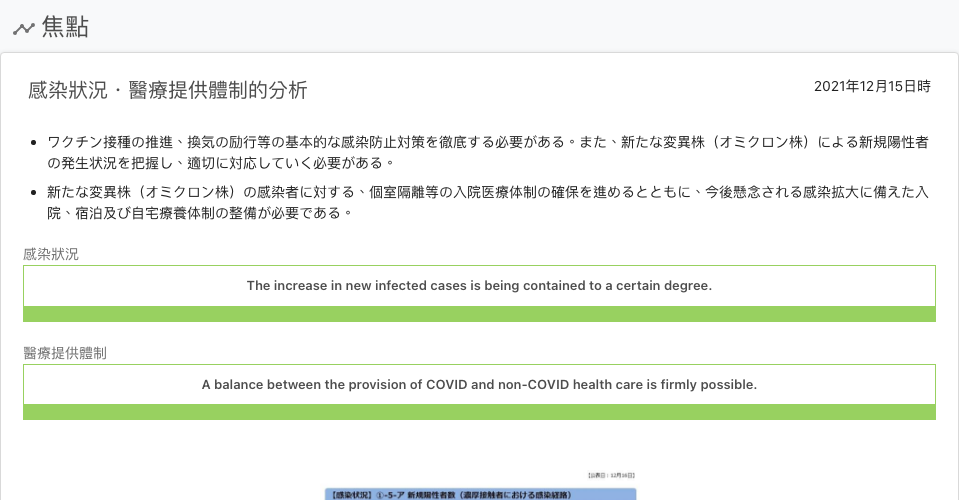 焦點
感染狀況・醫療提供體制的分析
2021年12月15日時
ワクチン接種の推進、換気の励行等の基本的な感染防止対策を徹底する必要がある。また、新たな変異株（オミクロン株）による新規陽性者
の発生状況を把握し、適切に対応していく必要がある。
新たな変異株（オミクロン株）の感染者に対する、個室隔離等の入院医療体制の確保を進めるとともに、今後懸念される感染拡大に備えた入
院、宿泊及び自宅療養体制の整備が必要である。
感染狀況
The increase in new infected cases is being contained to a certain degree.
醫療提供體制
A balance between the provision of COVID and non-COVID health care is firmly possible.
【公表日：12月16日】
【感染状況】①-5-ア 新規陽性者数（濃厚接触者における感染経路）